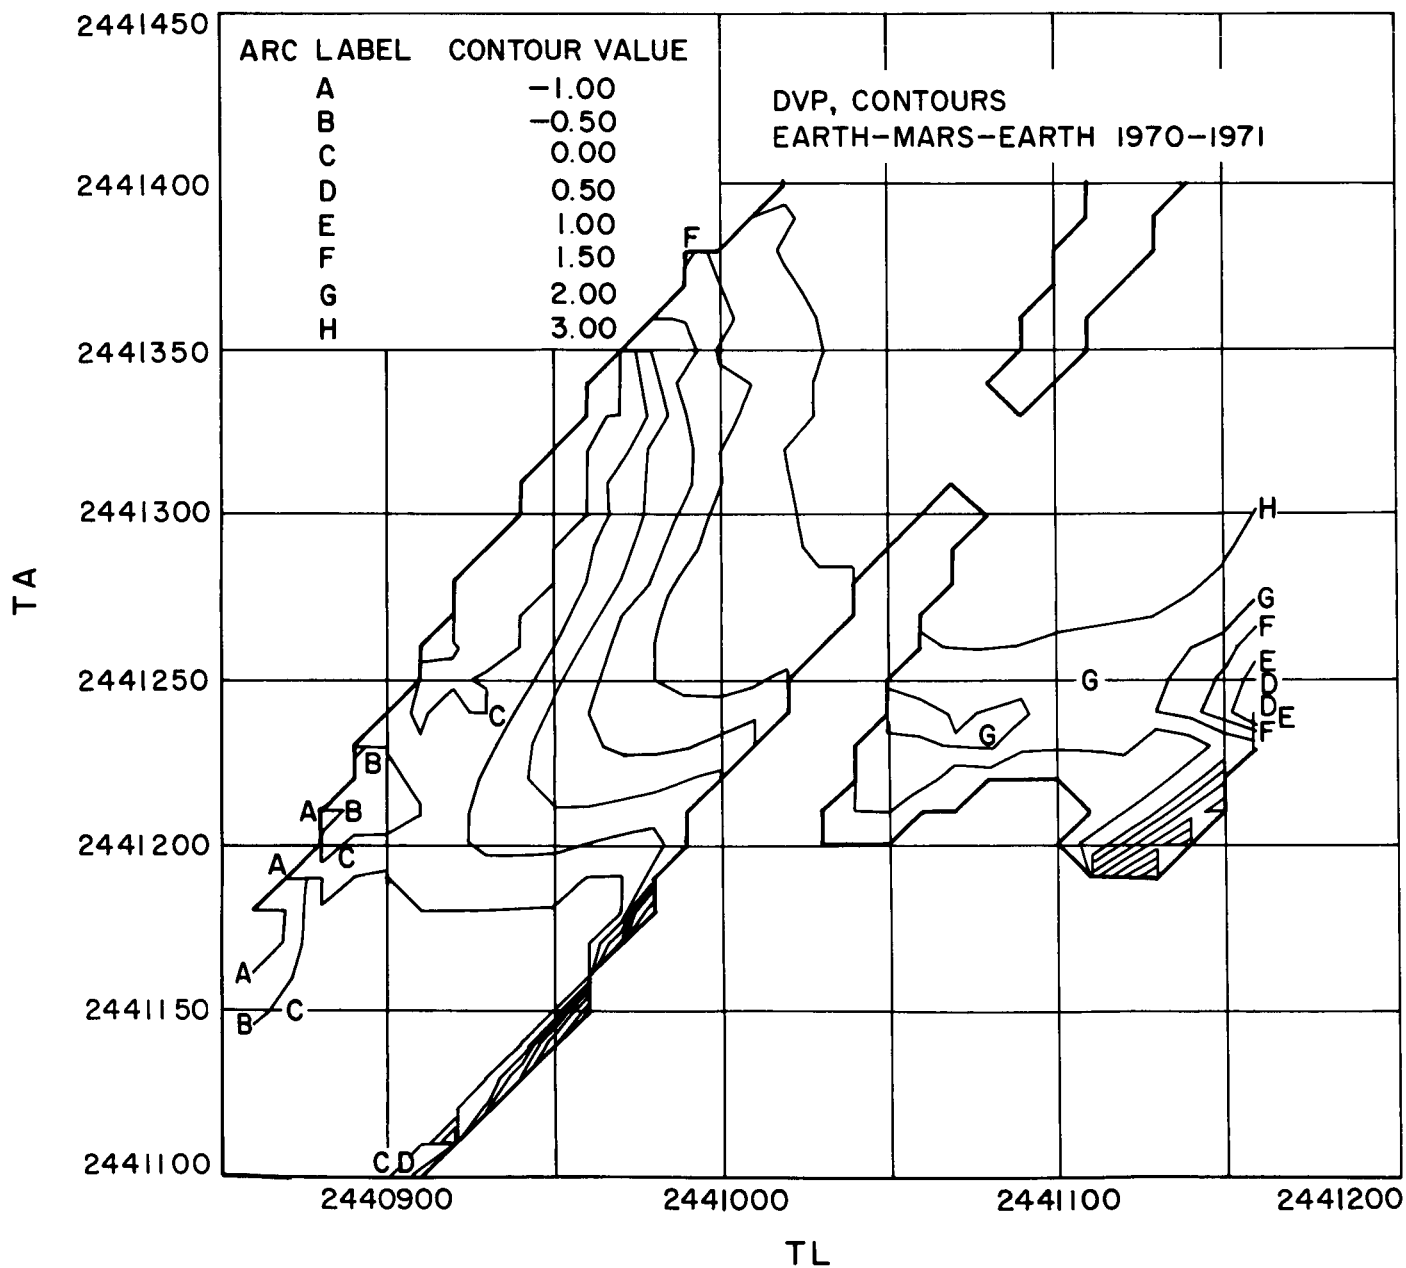 ARC LABEL CONTOUR VALUE
A −1.00
B −0.50
C 0.00
D 0.50
E 1.00
F 1.50
G 2.00
H 3.00
DVP, CONTOURS
EARTH−MARS−EARTH 1970−1971
2441450
2441400
2441350
2441300
2441250
2441200
2441150
2441100
TA
F
H
G
F
E
G D
D
C E
G F
B
A B
C
A
A
B C
C D
2440900 2441000 2441100 2441200
TL